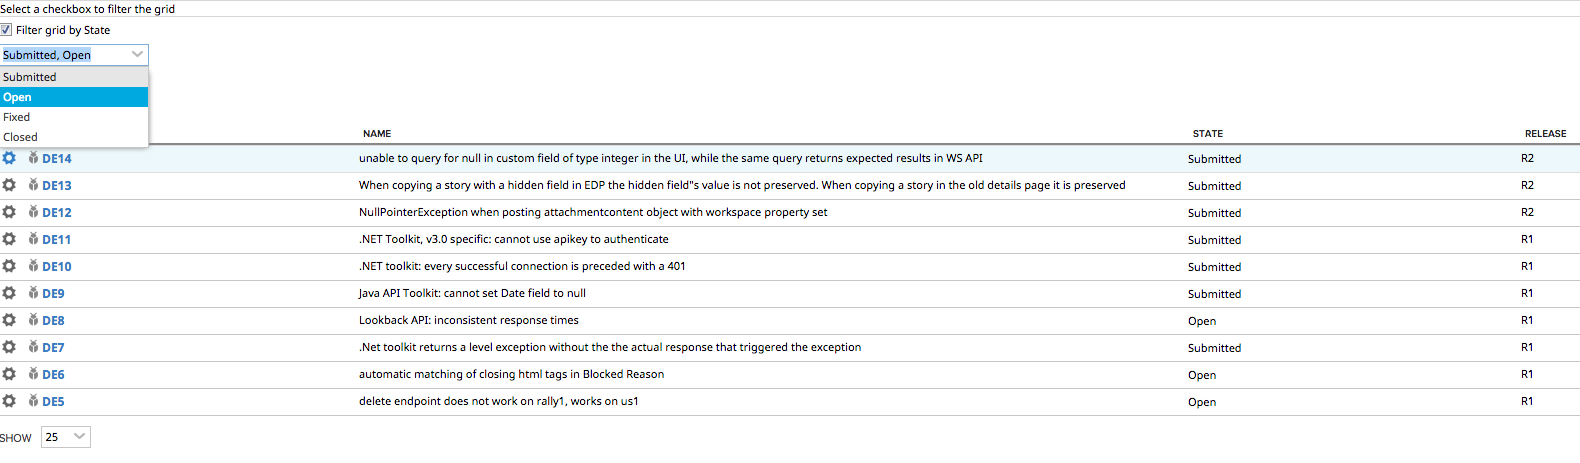 Select a checkbox to filter the grid
Filter grid by State
Submitted, Open
Submitted
Open
Fixed
Closed
NAME STATE RELEASE
DE14 unable to query for null in custom field of type integer in the UI, while the same query returns expected results in WS API Submitted R2
DE13 When copying a story with a hidden field in EDP the hidden field"s value is not preserved. When copying a story in the old details page it is preserved Submitted R2
DE12 NullPointerException when posting attachmentcontent object with workspace property set Submitted R2
DE11 .NET Toolkit, v3.0 specific: cannot use apikey to authenticate Submitted R1
DE10 .NET toolkit: every successful connection is preceded with a 401 Submitted R1
DE9 Java API Toolkit: cannot set Date field to null Submitted R1
DE8 Lookback API: inconsistent response times Open R1
DE7 .Net toolkit returns a level exception without the the actual response that triggered the exception Submitted R1
DE6 automatic matching of closing html tags in Blocked Reason Open R1
DE5 delete endpoint does not work on rally1, works on us1 Open R1
SHOW 25